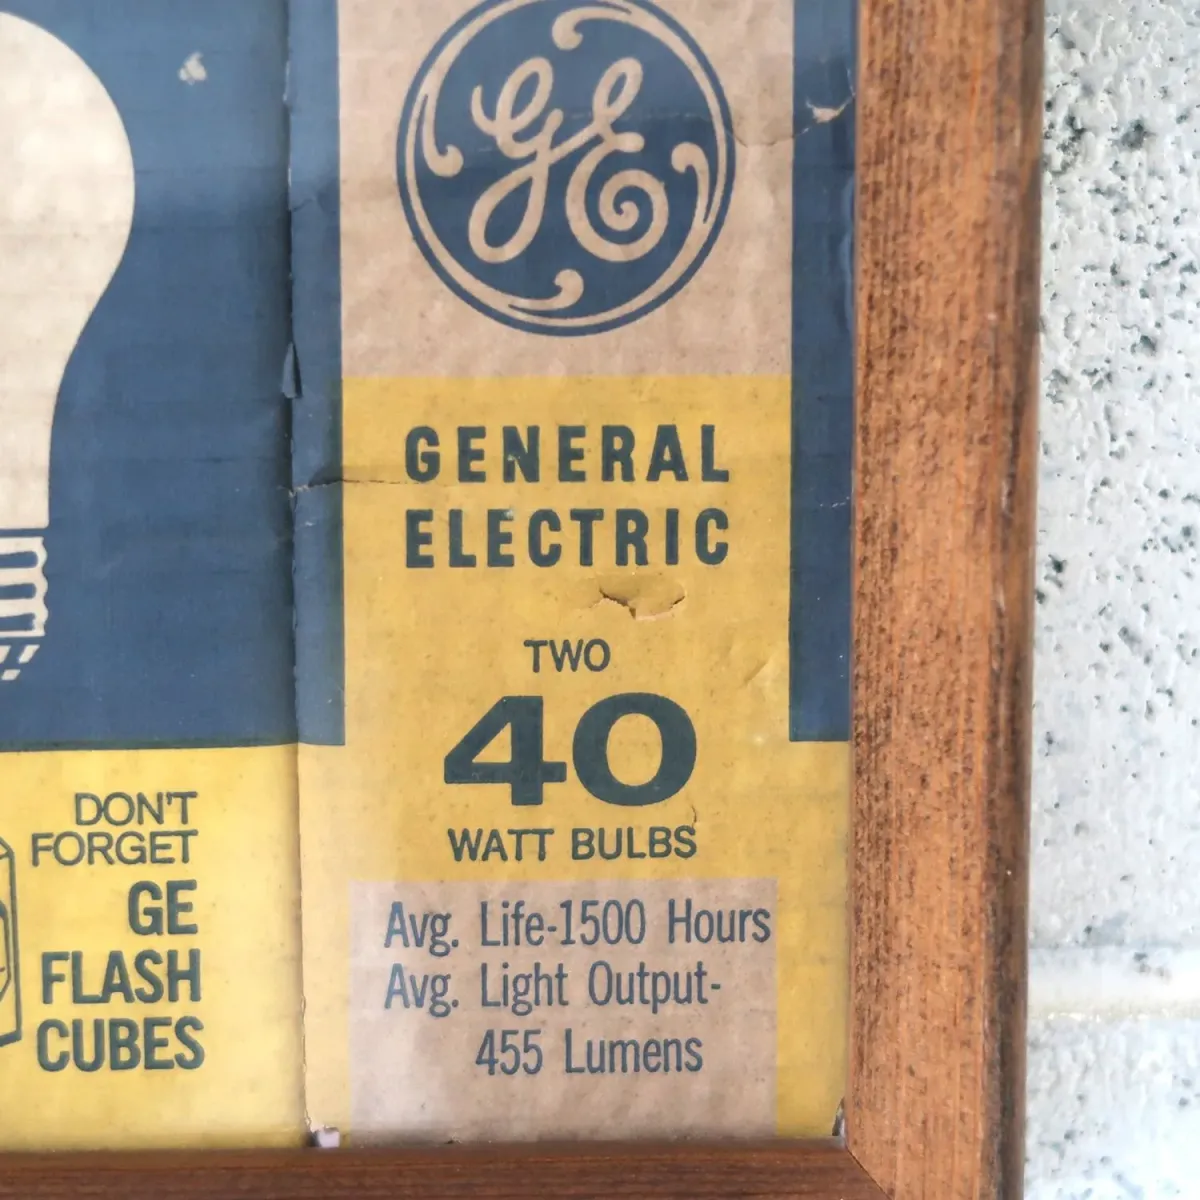 GE
GENERAL
ELECTRIC
TWO
40
WATT BULBS
Avg. Life-1500 Hours
Avg. Light Output-
455 Lumens
DON'T
FORGET
GE
FLASH
CUBES